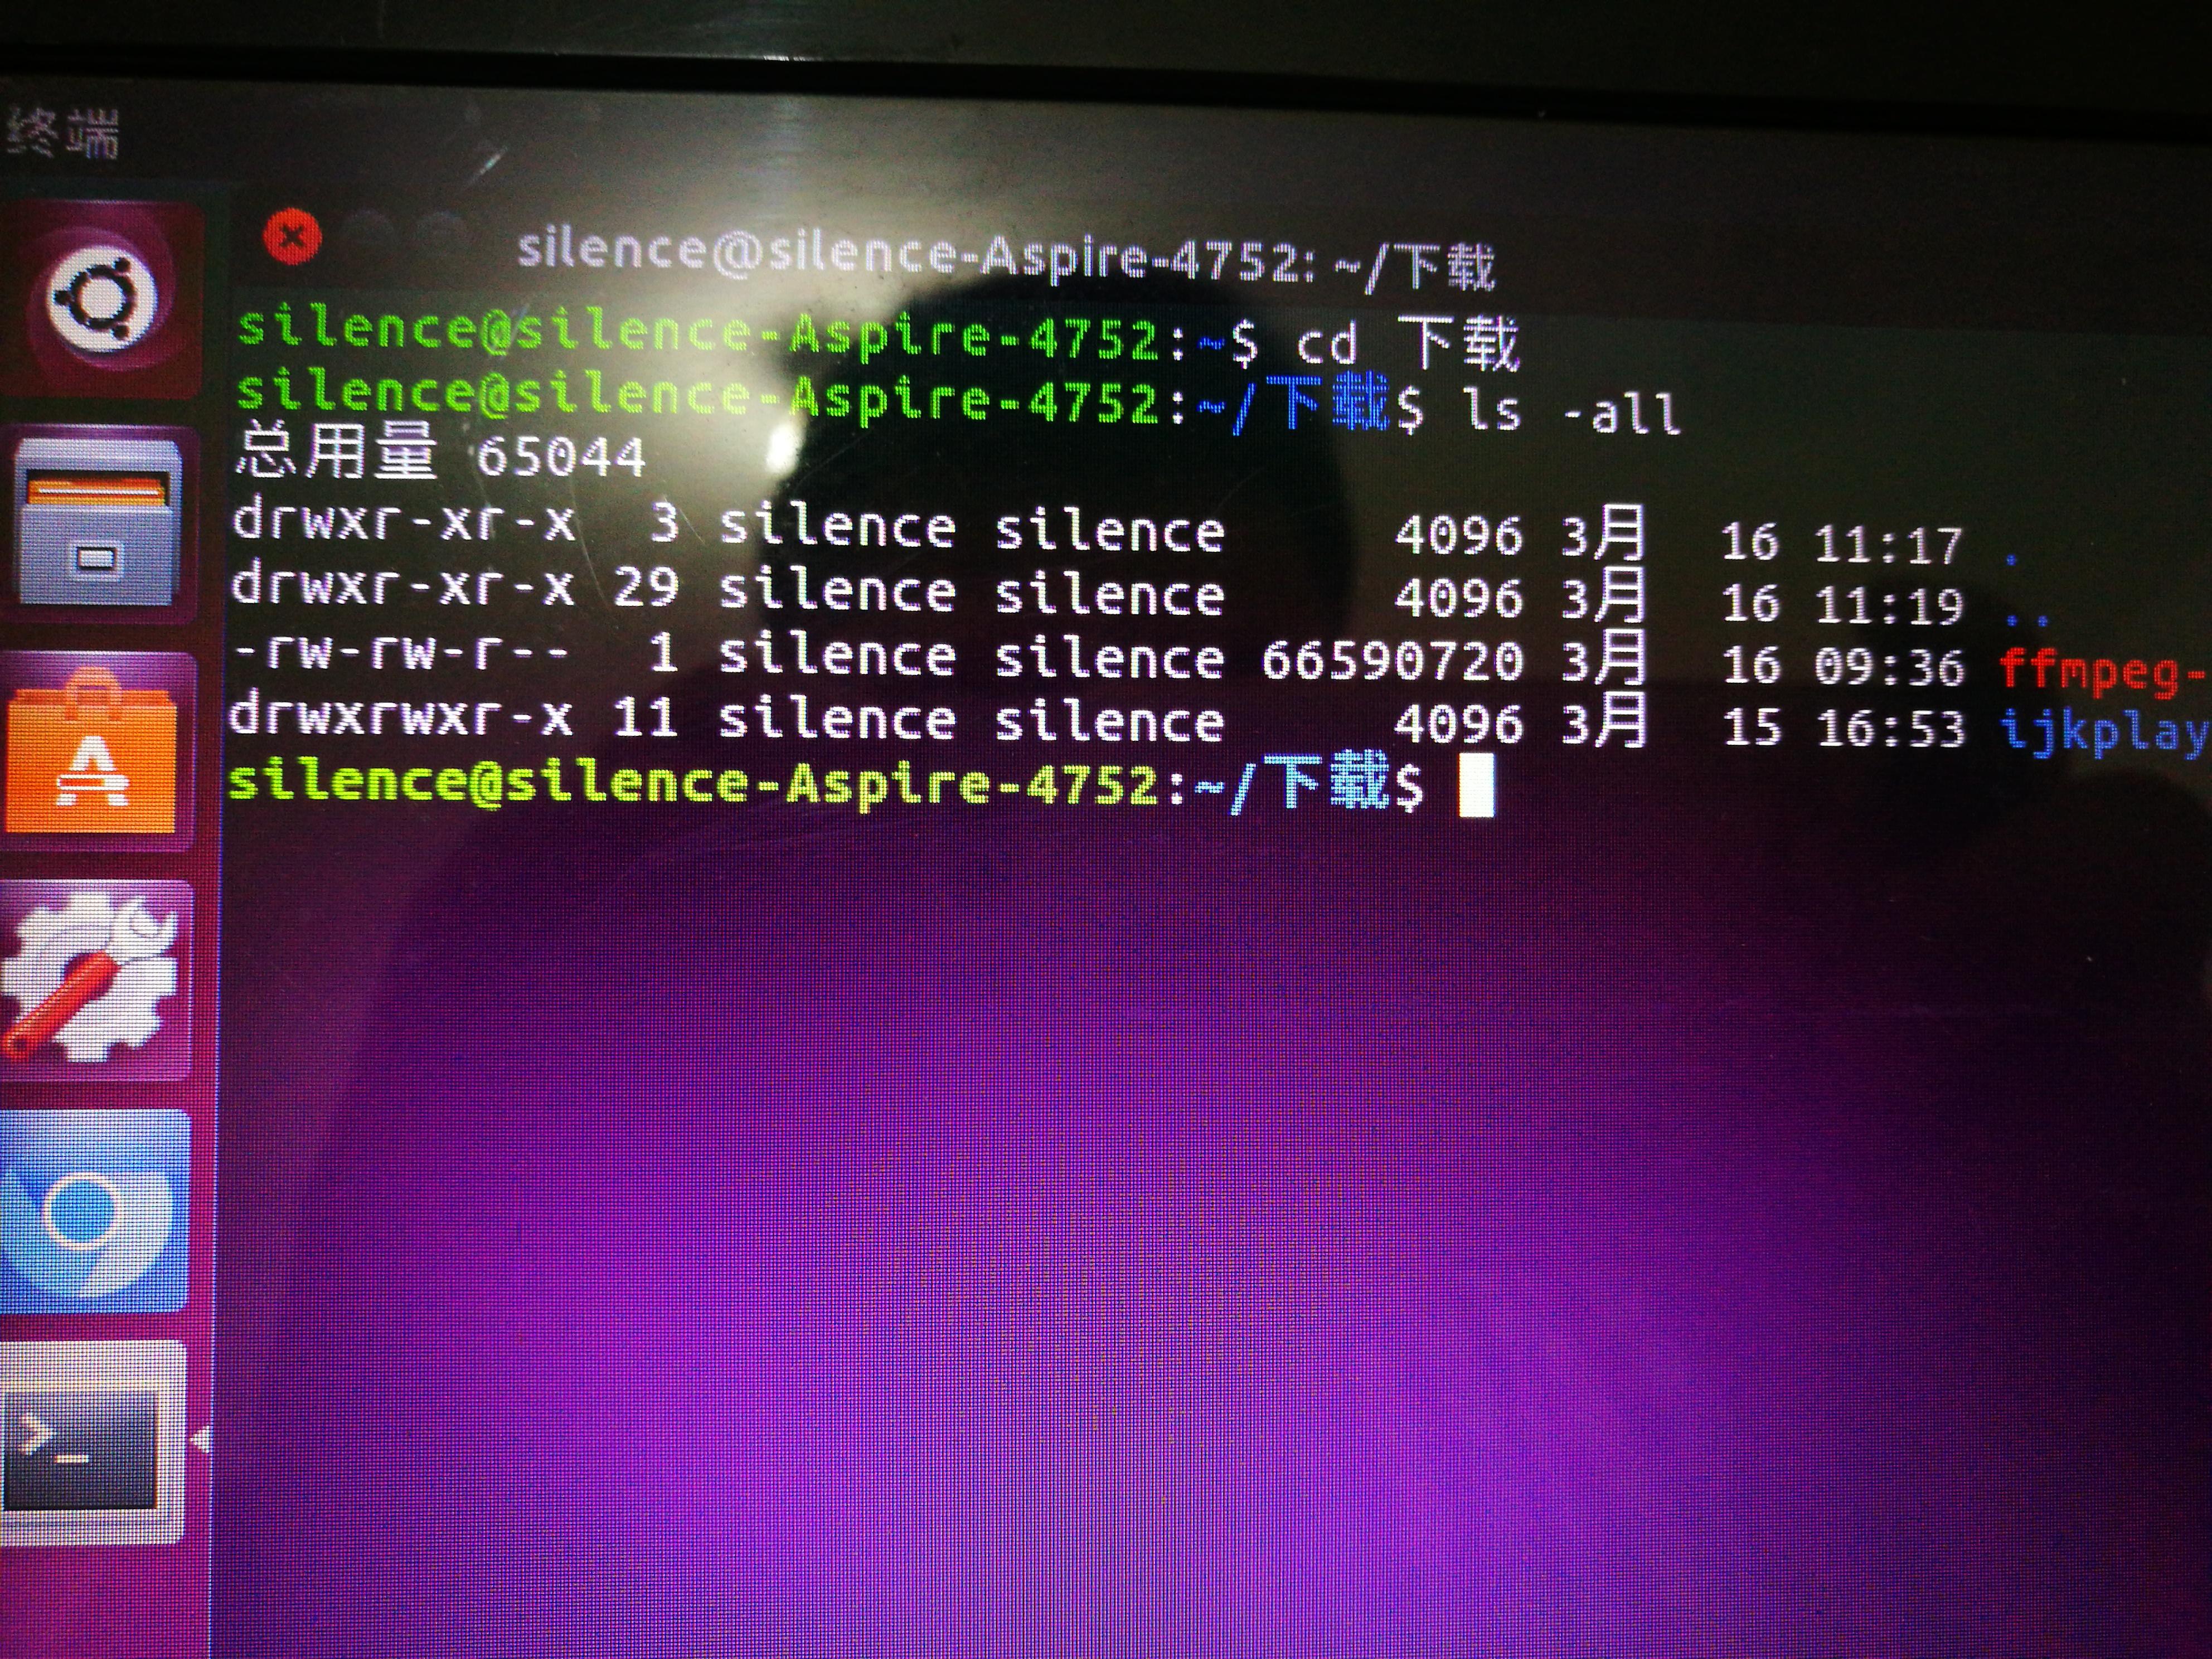 终端
silence@silence-Aspire-4752: ~/下载
silence@silence-Aspire-4752:~$ cd 下载
silence@silence-Aspire-4752:~/下载$ ls -all
总用量 65044
drwxr-xr-x  3 silence silence     4096 3月  16 11:17 .
drwxr-xr-x 29 silence silence     4096 3月  16 11:19 ..
-rw-rw-r--  1 silence silence 66590720 3月  16 09:36 ffmpeg-
drwxrwxr-x 11 silence silence     4096 3月  15 16:53 ijkplay
silence@silence-Aspire-4752:~/下载$